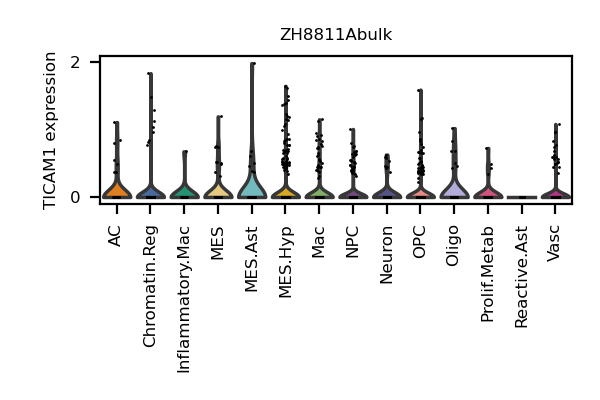 ZH8811Abulk
TICAM1 expression
2
0
AC
Chromatin.Reg
Inflammatory.Mac
MES
MES.Ast
MES.Hyp
Mac
NPC
Neuron
OPC
Oligo
Prolif.Metab
Reactive.Ast
Vasc